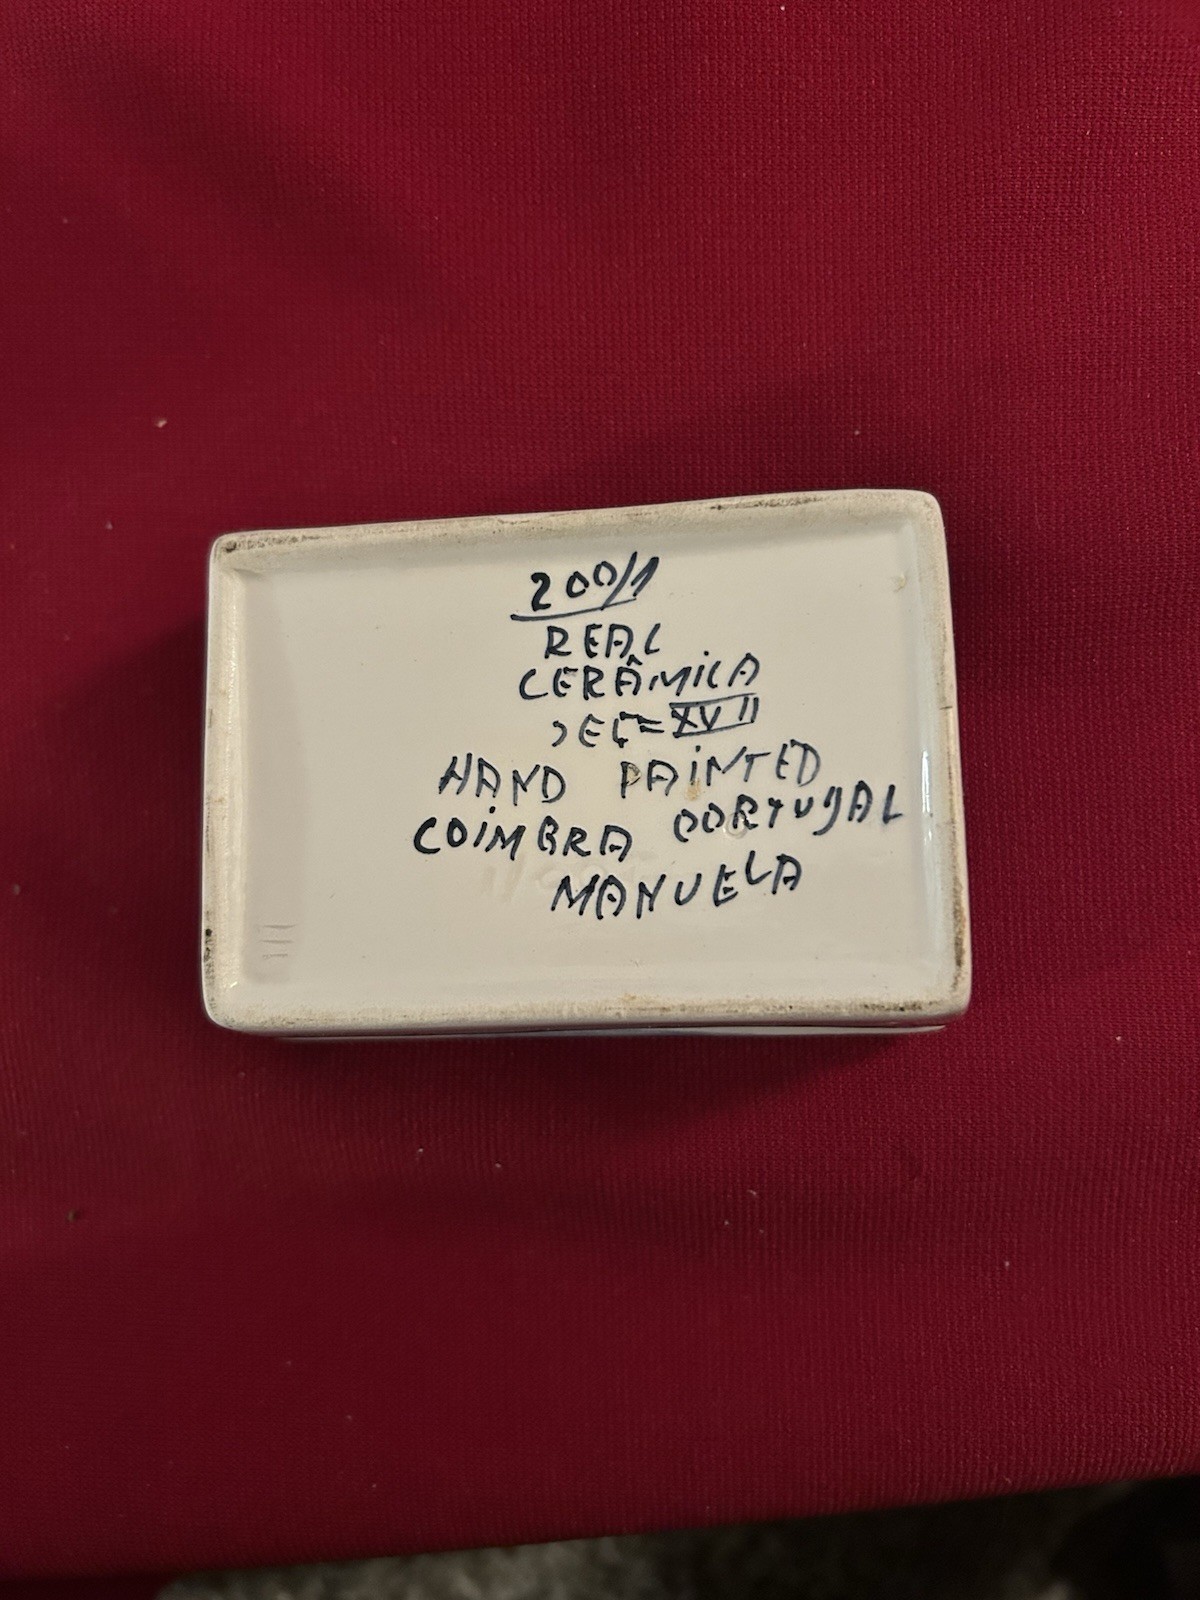 200/1
REAL
CERÂMICA
SEC=XVII
HAND PAINTED
COIMBRA PORTUGAL
MANUELA